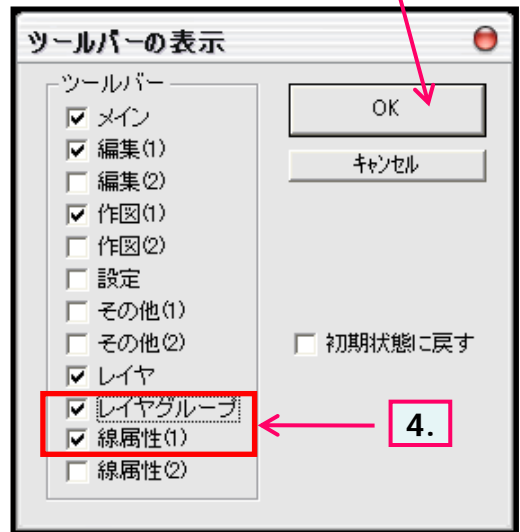 ツールバーの表示
ツールバー
メイン
編集(1)
編集(2)
作図(1)
作図(2)
設定
その他(1)
その他(2)
レイヤ
レイヤグループ
線属性(1)
線属性(2)
OK
キャンセル
初期状態に戻す
4.